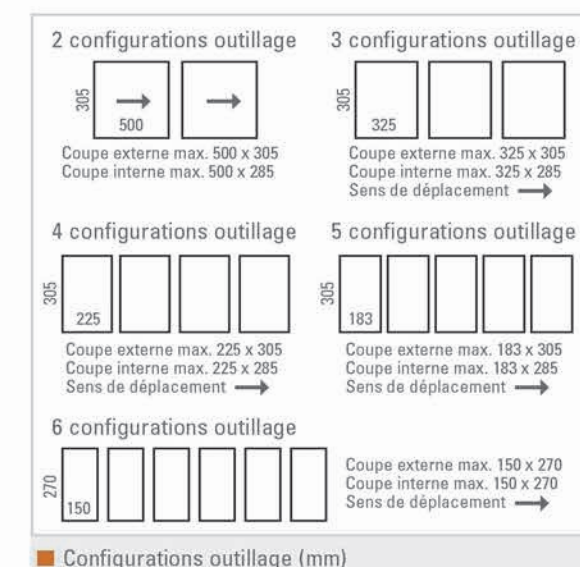 2 configurations outillage
305
500
Coupe externe max. 500 x 305
Coupe interne max. 500 x 285
3 configurations outillage
305
325
Coupe externe max. 325 x 305
Coupe interne max. 325 x 285
Sens de déplacement
4 configurations outillage
305
225
Coupe externe max. 225 x 305
Coupe interne max. 225 x 285
Sens de déplacement
5 configurations outillage
305
183
Coupe externe max. 183 x 305
Coupe interne max. 183 x 285
Sens de déplacement
6 configurations outillage
270
150
Coupe externe max. 150 x 270
Coupe interne max. 150 x 270
Sens de déplacement
Configurations outillage (mm)